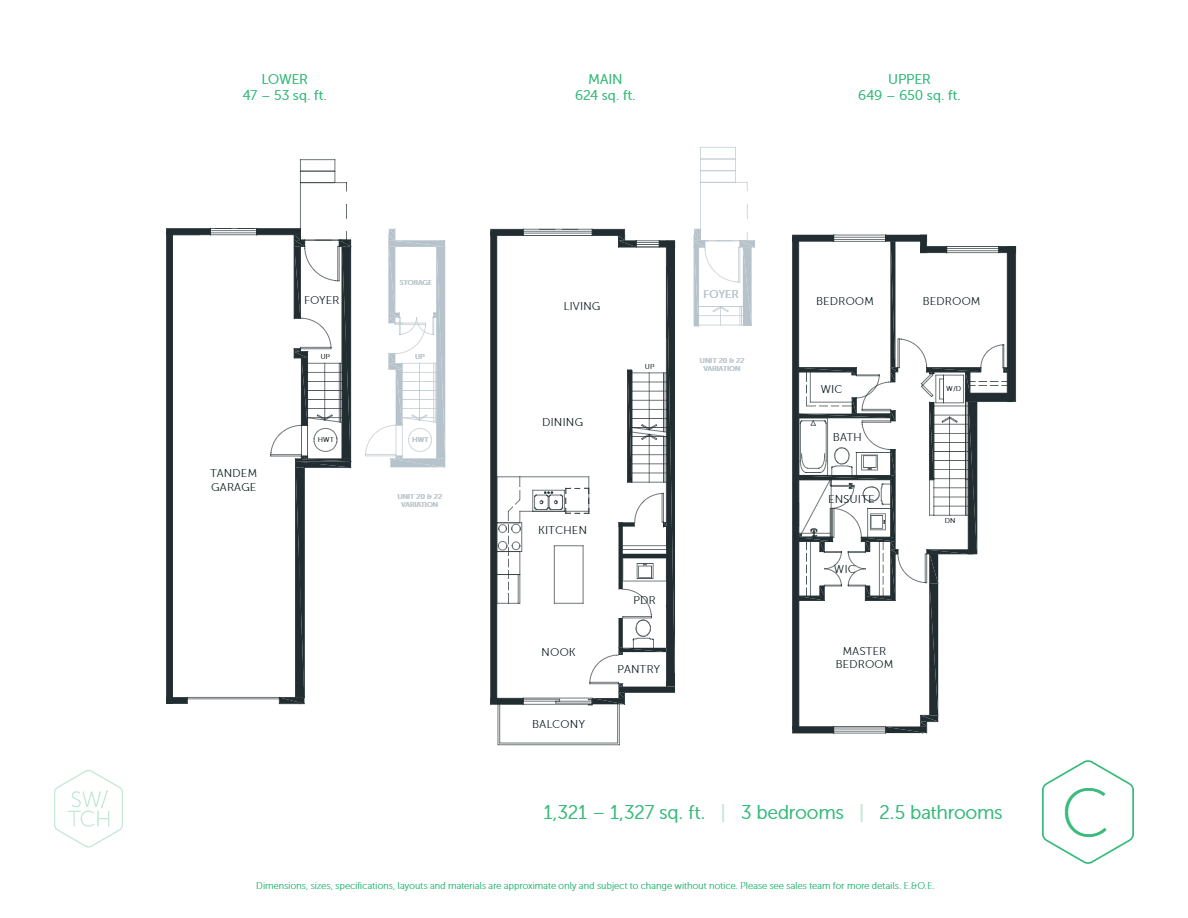 LOWER
47 – 53 sq. ft.
MAIN
624 sq. ft.
UPPER
649 – 650 sq. ft.
FOYER
UP
HWT
TANDEM
GARAGE
STORAGE
UP
HWT
UNIT 20 & 22
VARIATION
LIVING
UP
DINING
KITCHEN
PDR
NOOK
PANTRY
BALCONY
FOYER
UNIT 20 & 22
VARIATION
BEDROOM
BEDROOM
WIC
W/D
BATH
ENSUITE
DN
WIC
MASTER
BEDROOM
SW/
TCH
1,321 – 1,327 sq. ft. | 3 bedrooms | 2.5 bathrooms
C
Dimensions, sizes, specifications, layouts and materials are approximate only and subject to change without notice. Please see sales team for more details. E.&O.E.